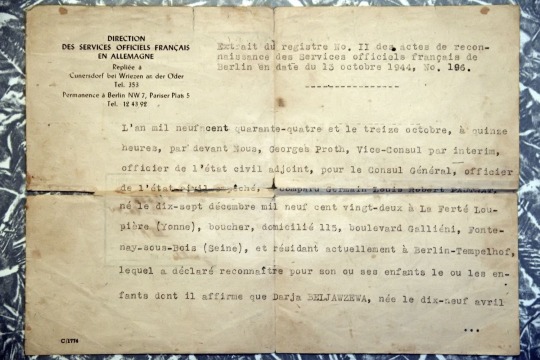 DIRECTION
DES SERVICES OFFICIELS FRANÇAIS
EN ALLEMAGNE
Repliée à
Cunersdorf bei Wriezen an der Oder
Tel. 353
Permanence à Berlin NW 7, Pariser Platz 5
Tel. 12 43 92
Extrait du registre No. II des actes de recon-
naissance des Services officiels français de
Berlin en date du 13 octobre 1944, No. 196.
L'an mil neufcent quarante-quatre et le treize octobre, à quinze
heures, par devant Nous, Georges Proth, Vice-Consul par interim,
officier de l'état civil adjoint, pour le Consul Général, officier
de l'état civil comparu Germain Louis Robert
né le dix-sept décembre mil neuf cent vingt-deux à La Ferté Lou-
pière (Yonne), boucher, domicilié 115, boulevard Galliéni, Fonte-
nay-sous-Bois (Seine), et résidant actuellement à Berlin-Tempelhof,
lequel a déclaré reconnaître pour son ou ses enfants le ou les en-
fants dont il affirme que Darja BELJAWZEWA, née le dix-neuf avril
...
C/1774